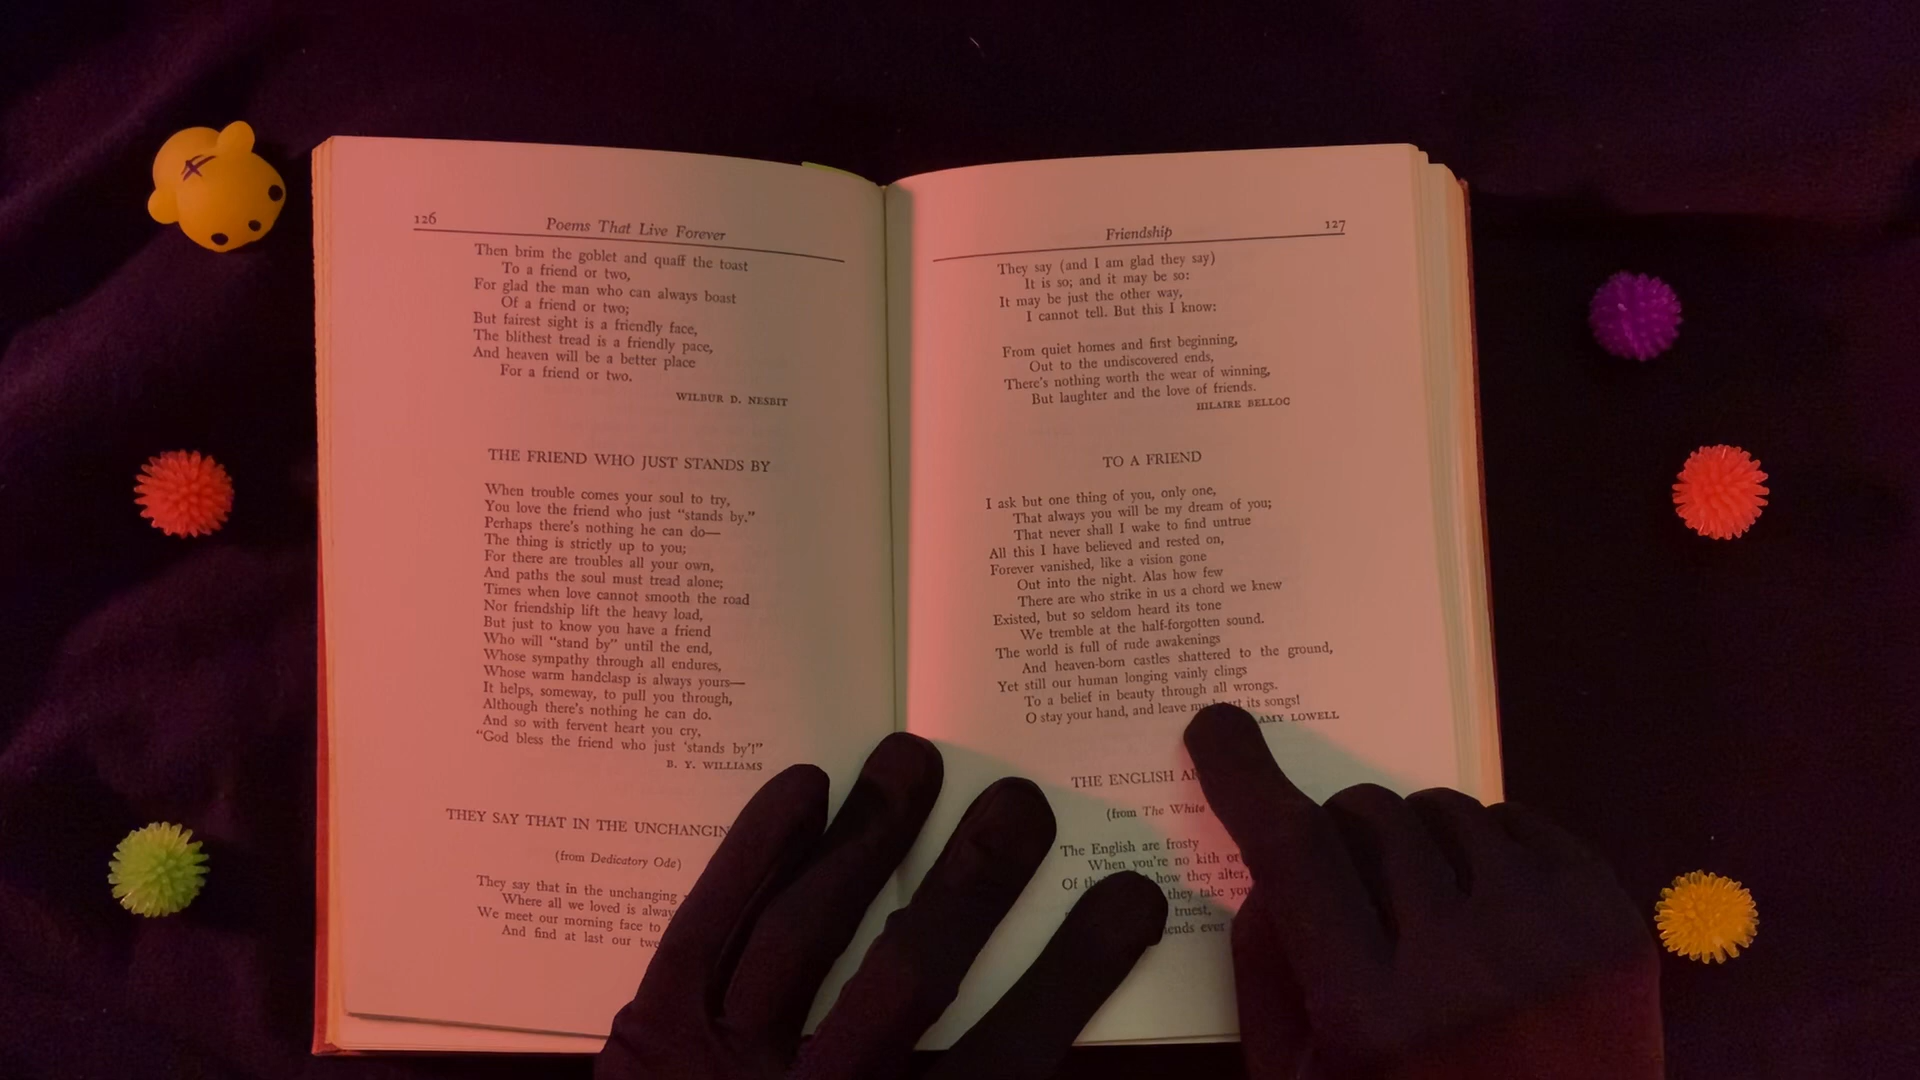 126
Poems That Live Forever
Then brim the goblet and quaff the toast
To a friend or two,
For glad the man who can always boast
Of a friend or two;
But fairest sight is a friendly face,
The blithest tread is a friendly pace,
And heaven will be a better place
For a friend or two.
WILBUR D. NESBIT
THE FRIEND WHO JUST STANDS BY
When trouble comes your soul to try,
You love the friend who just "stands by."
Perhaps there's nothing he can do—
The thing is strictly up to you;
For there are troubles all your own,
And paths the soul must tread alone;
Times when love cannot smooth the road
Nor friendship lift the heavy load,
But just to know you have a friend
Who will "stand by" until the end,
Whose sympathy through all endures,
Whose warm handclasp is always yours—
It helps, someway, to pull you through,
Although there's nothing he can do.
And so with fervent heart you cry,
"God bless the friend who just 'stands by'!"
B. Y. WILLIAMS
THEY SAY THAT IN THE
(from Dedicatory Ode)
They say that in the unchanging
Where all we loved is
We meet our morning face to
And find at last our
Friendship
127
They say (and I am glad they say)
It is so; and it may be so:
It may be just the other way,
I cannot tell. But this I know:
From quiet homes and first beginning,
Out to the undiscovered ends,
There's nothing worth the wear of winning,
But laughter and the love of friends.
HILAIRE BELLOC
TO A FRIEND
I ask but one thing of you, only one,
That always you will be my dream of you;
That never shall I wake to find untrue
All this I have believed and rested on,
Forever vanished, like a vision gone
Out into the night. Alas how few
There are who strike in us a chord we knew
Existed, but so seldom heard its tone
We tremble at the half-forgotten sound.
The world is full of rude awakenings
And heaven-born castles shattered to the ground,
Yet still our human longing vainly clings
To a belief in beauty through all wrongs.
O stay your hand, and leave its songs!
AMY LOWELL
THE ENGLISH
(from The White
The English are frosty
When you're no kith or
Of how they alter,
they take you
truest,
ever